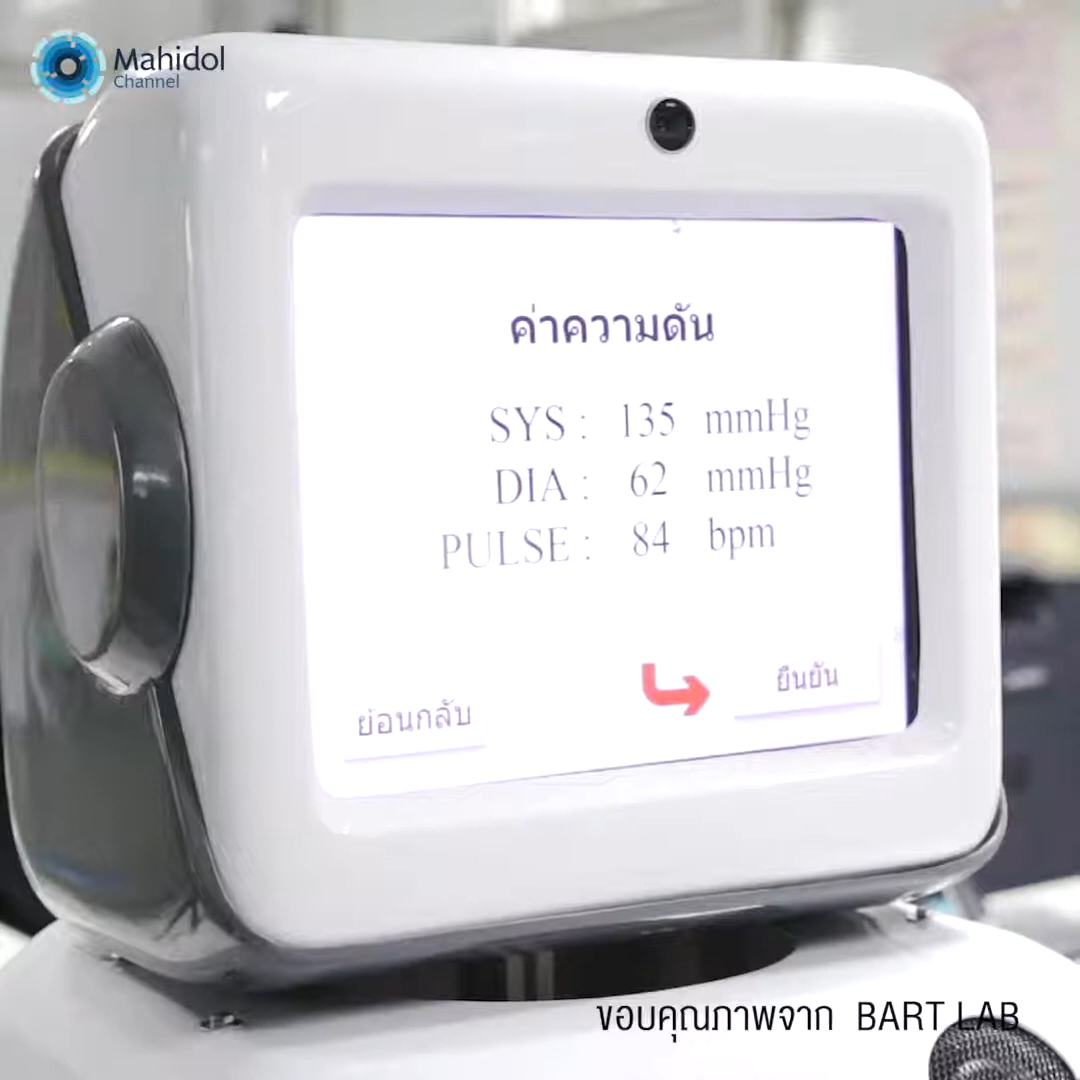 Mahidol
Channel
ค่าความดัน
SYS : 135 mmHg
DIA : 62 mmHg
PULSE : 84 bpm
ยืนยัน
ย้อนกลับ
ขอบคุณภาพจาก BART LAB